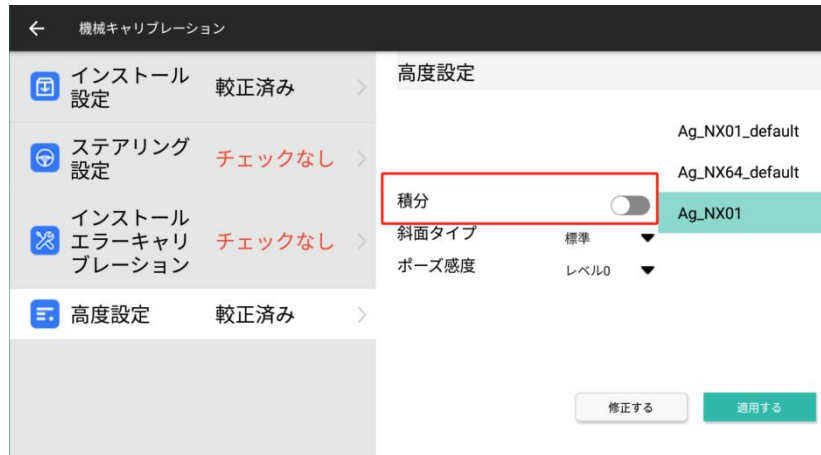 機械キャリブレーション
インストール
設定
較正済み
ステアリング
設定
チェックなし
インストール
エラーキャリ
ブレーション
チェックなし
高度設定
較正済み
高度設定
積分
斜面タイプ
標準
ポーズ感度
レベル0
Ag_NX01_default
Ag_NX64_default
Ag_NX01
修正する
適用する